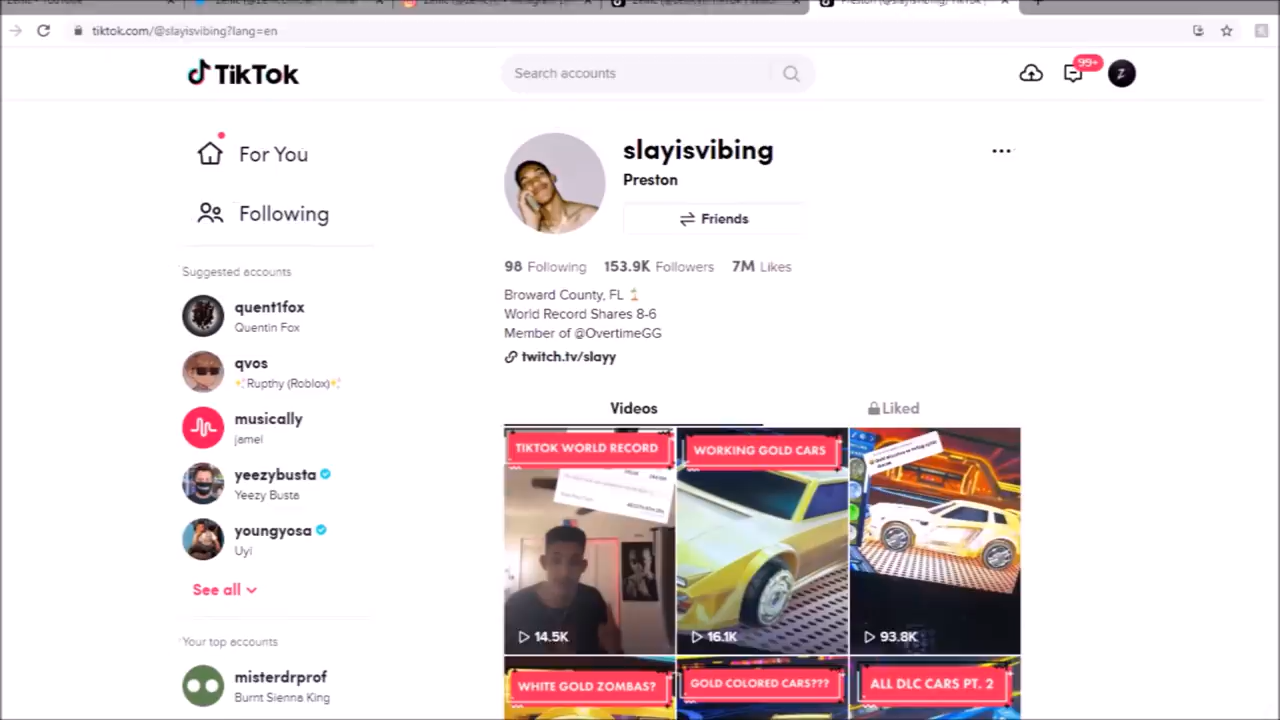 tiktok.com/@slayisvibing?lang=en
TikTok
Search accounts
99+
Z
For You
Following
Suggested accounts
quent1fox
Quentin Fox
qvos
✨Rupthy (Roblox)✨
musically
jamel
yeezybusta
Yeezy Busta
youngyosa
Uyi
See all
Your top accounts
misterdrprof
Burnt Sienna King
slayisvibing
Preston
Friends
98 Following 153.9K Followers 7M Likes
Broward County, FL
World Record Shares 8-6
Member of @OvertimeGG
twitch.tv/slayy
Videos Liked
TIKTOK WORLD RECORD
WORKING GOLD CARS
14.5K
16.1K
93.8K
WHITE GOLD ZOMBAS?
GOLD COLORED CARS???
ALL DLC CARS PT. 2